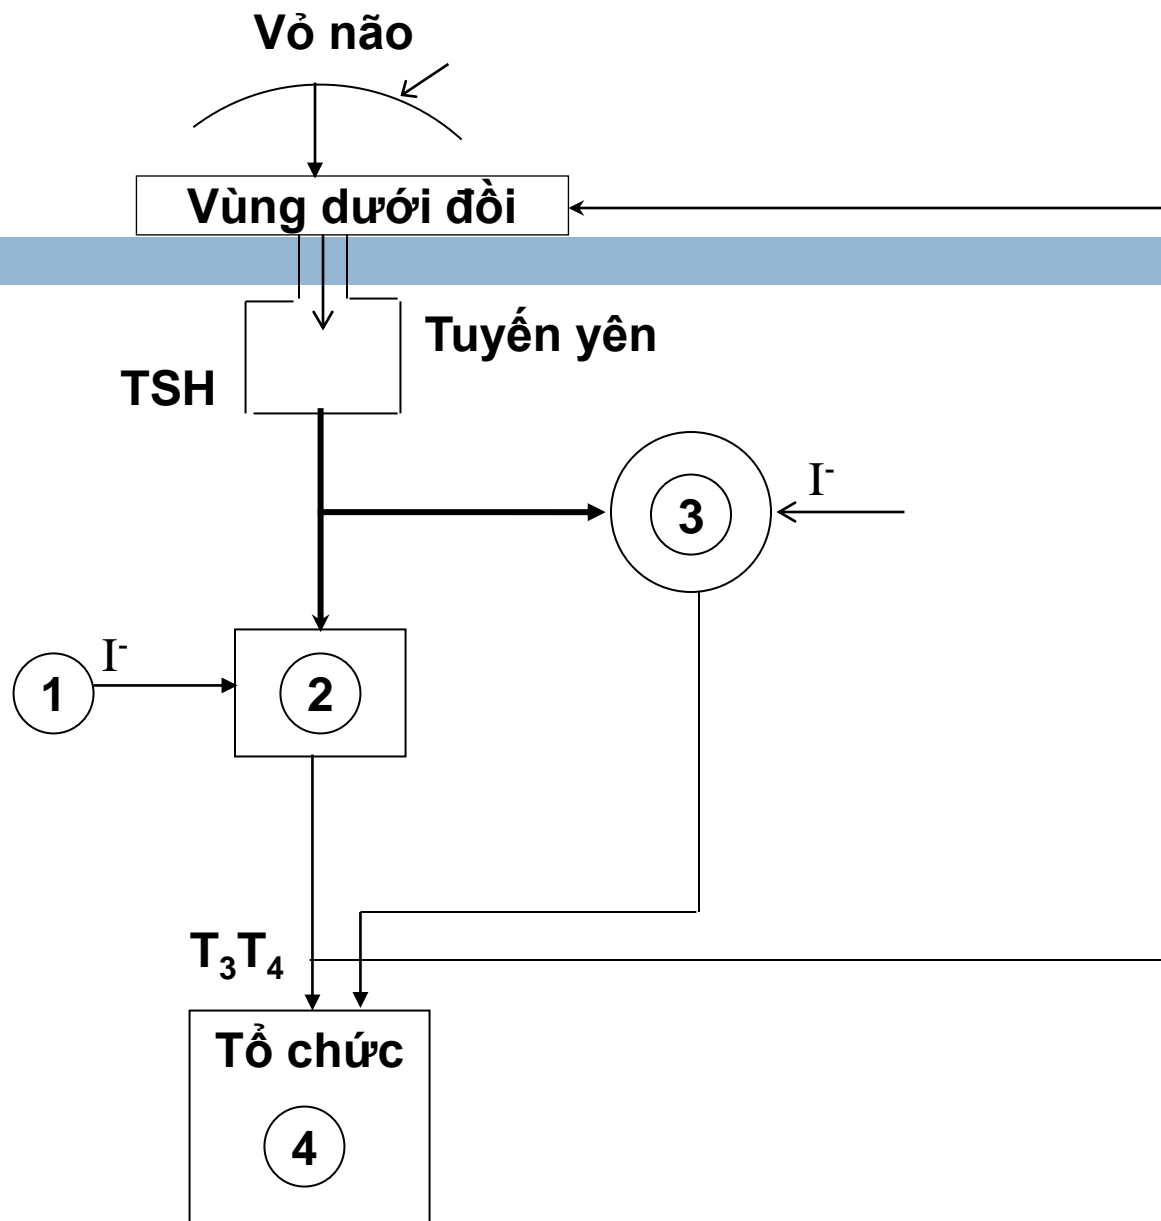 Vỏ não
Vùng dưới đồi
Tuyến yên
TSH
3
I-
I-
1
2
T3T4
Tổ chức
4